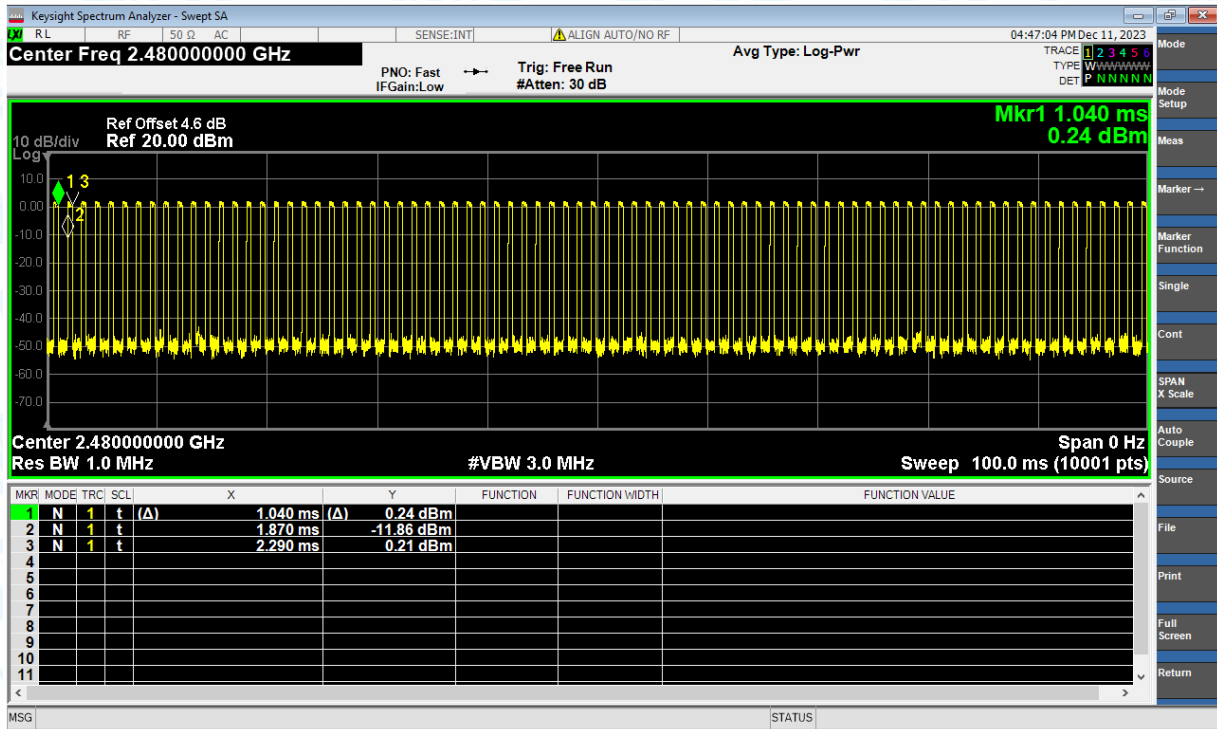 Keysight Spectrum Analyzer - Swept SA
LXI RL RF 50 Ω AC SENSE:INT ALIGN AUTO/NO RF 04:47:04 PM Dec 11, 2023
Center Freq 2.480000000 GHz
PNO: Fast
IFGain:Low
Trig: Free Run
#Atten: 30 dB
Avg Type: Log-Pwr
TRACE 1 2 3 4 5 6
TYPE WWWWWW
DET P N N N N N
Mkr1 1.040 ms
0.24 dBm
Ref Offset 4.6 dB
10 dB/div Ref 20.00 dBm
Log
10.0
0.00
-10.0
-20.0
-30.0
-40.0
-50.0
-60.0
-70.0
1 3
2
Center 2.480000000 GHz Span 0 Hz
Res BW 1.0 MHz #VBW 3.0 MHz Sweep 100.0 ms (10001 pts)
MKR MODE TRC SCL X Y FUNCTION FUNCTION WIDTH FUNCTION VALUE
1 N 1 t (Δ) 1.040 ms (Δ) 0.24 dBm
2 N 1 t 1.870 ms -11.86 dBm
3 N 1 t 2.290 ms 0.21 dBm
4
5
6
7
8
9
10
11
MSG STATUS
Mode
Mode
Setup
Meas
Marker →
Marker
Function
Single
Cont
SPAN
X Scale
Auto
Couple
Source
File
Print
Full
Screen
Return